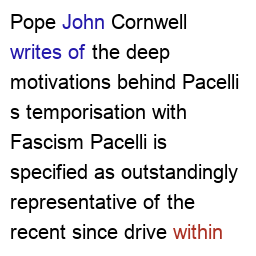 Pope John Cornwell
writes of the deep
motivations behind Pacelli
s temporisation with
Fascism Pacelli is
specified as outstandingly
representative of the
recent since drive within